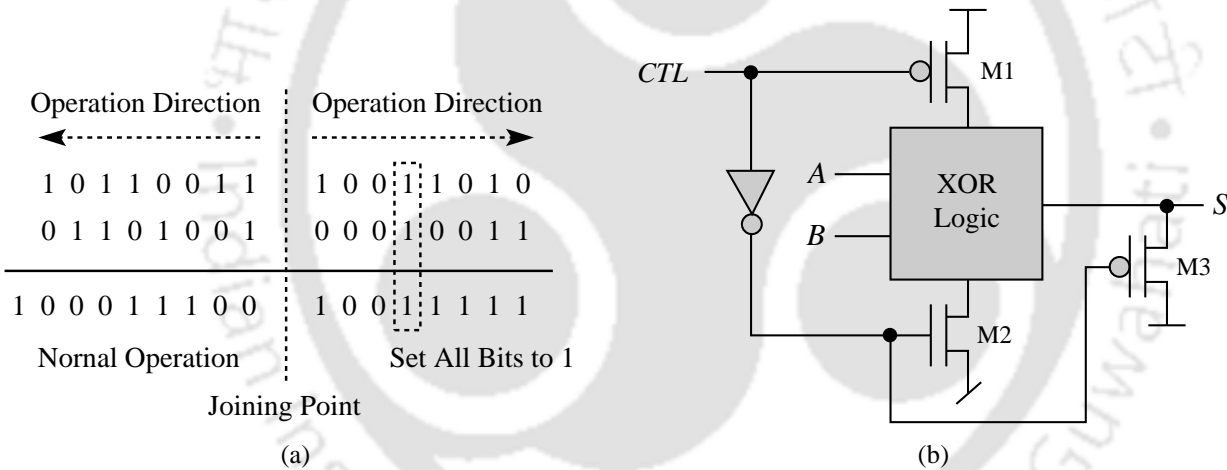 Operation Direction Operation Direction
1 0 1 1 0 0 1 1 1 0 0 1 1 0 1 0
0 1 1 0 1 0 0 1 0 0 0 1 0 0 1 1
1 0 0 0 1 1 1 0 0 1 0 0 1 1 1 1 1
Nornal Operation Set All Bits to 1
Joining Point
(a)
CTL
M1
A
B
XOR
Logic
S
M3
M2
(b)
Indian
Guwahati